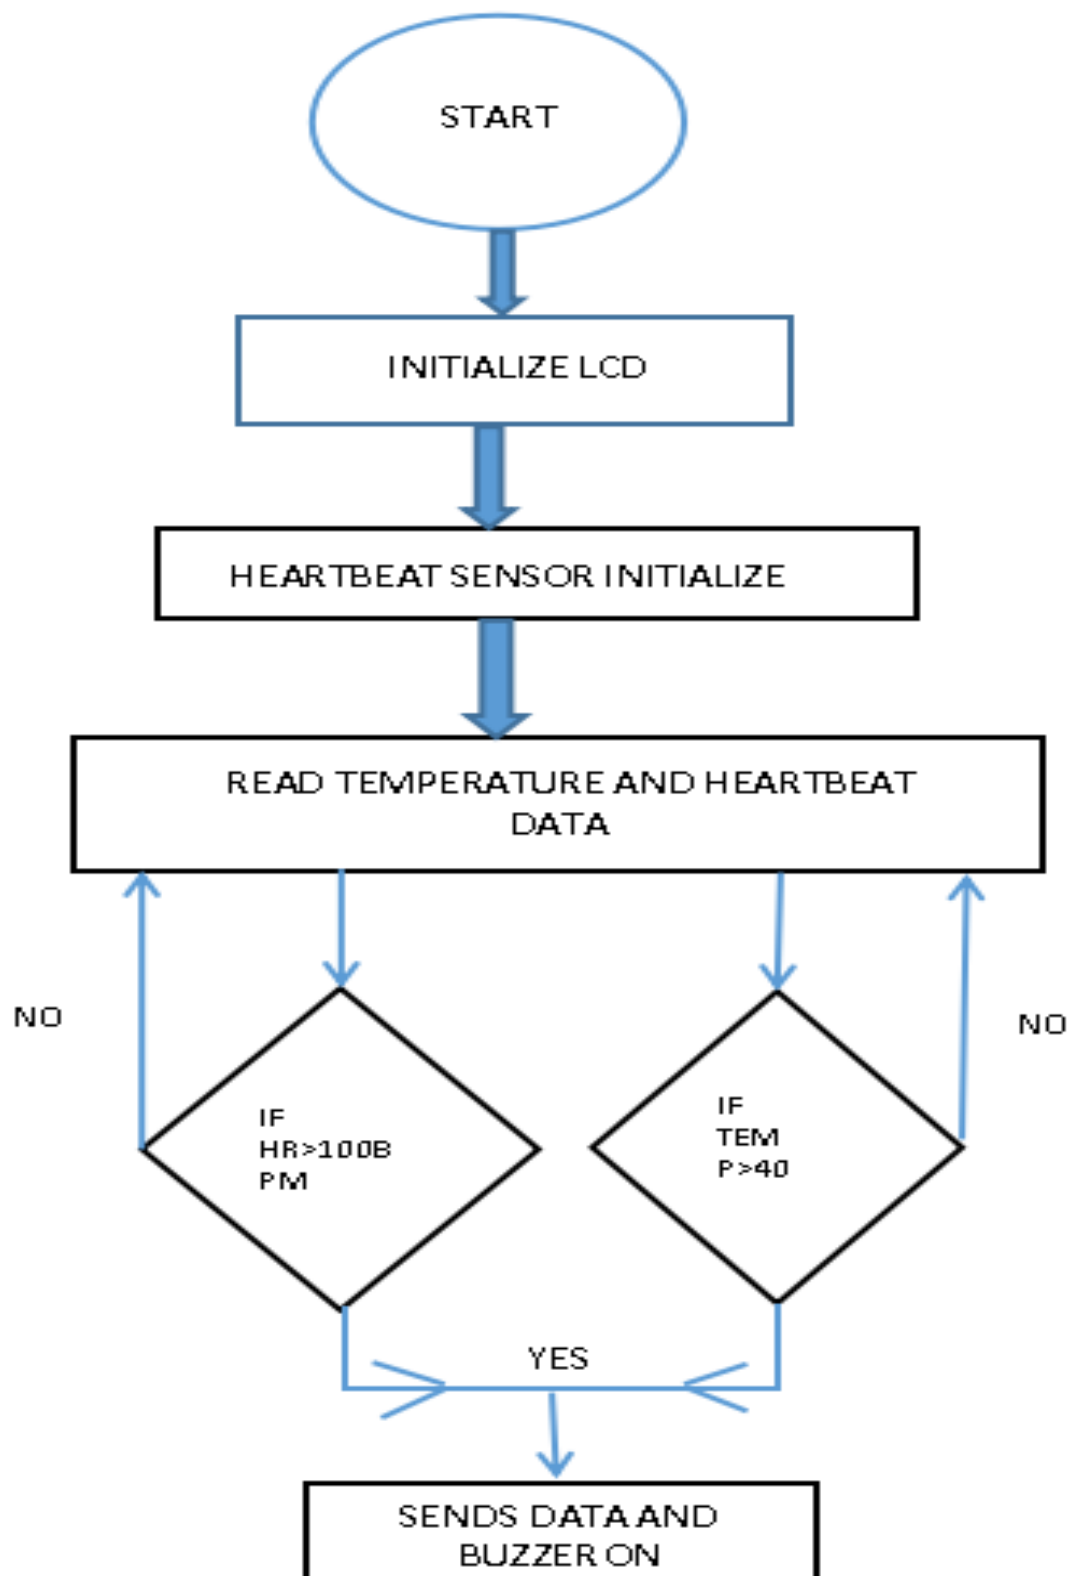 START
INITIALIZE LCD
HEARTBEAT SENSOR INITIALIZE
READ TEMPERATURE AND HEARTBEAT
DATA
NO
NO
IF
HR>100B
PM
IF
TEM
P>40
YES
SENDS DATA AND
BUZZER ON